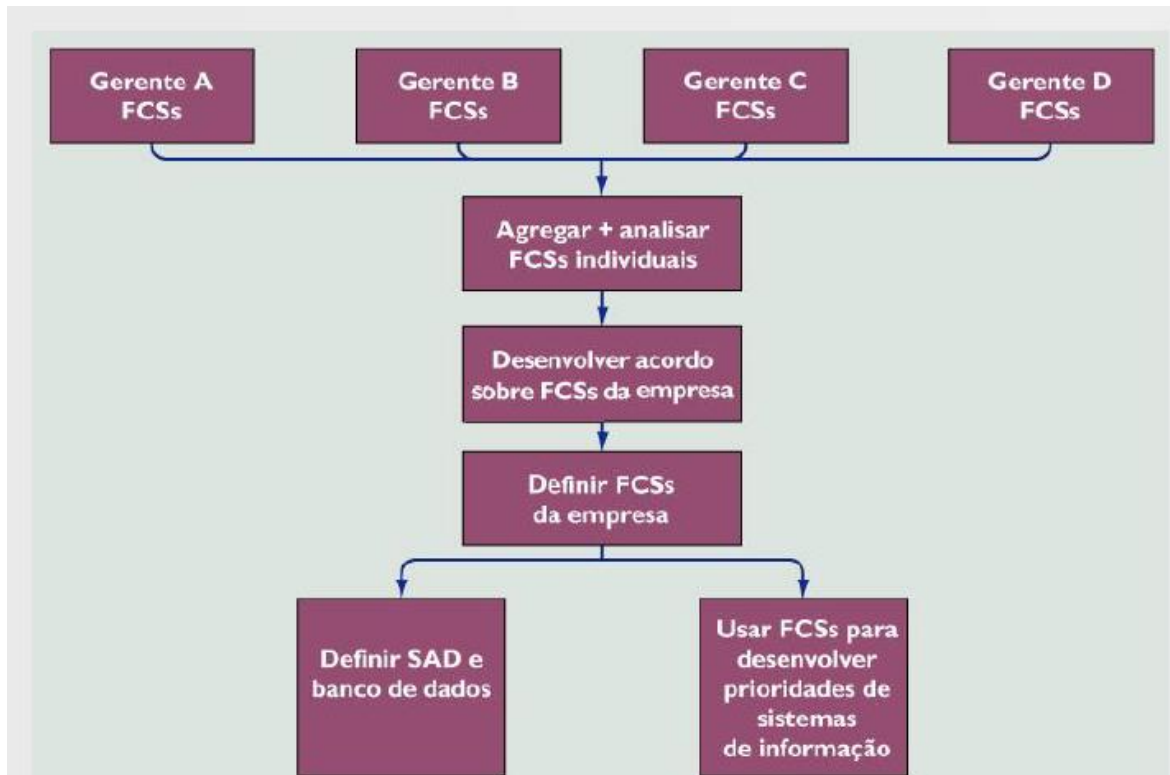 Gerente A
FCSs
Gerente B
FCSs
Gerente C
FCSs
Gerente D
FCSs
Agregar + analisar
FCSs individuais
Desenvolver acordo
sobre FCSs da empresa
Definir FCSs
da empresa
Definir SAD e
banco de dados
Usar FCSs para
desenvolver
prioridades de
sistemas
de informação